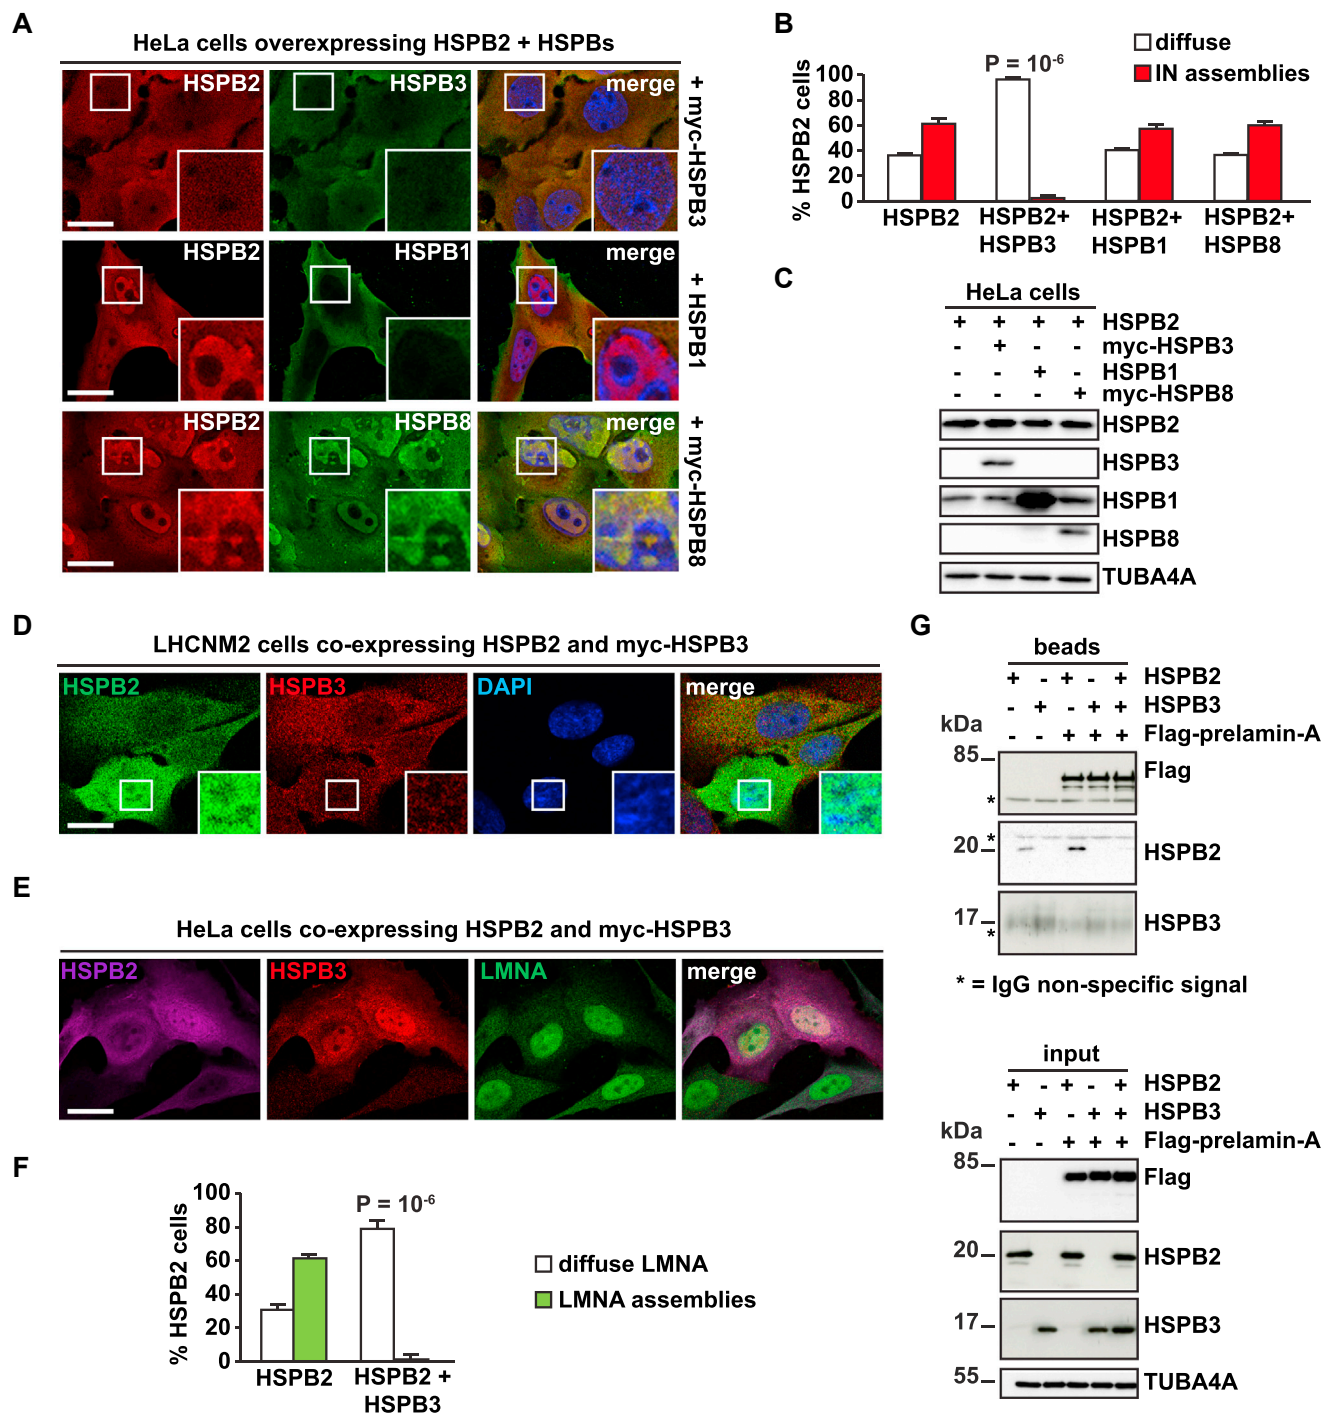 A
HeLa cells overexpressing HSPB2 + HSPBs
HSPB2
HSPB3
merge
+ myc-HSPB3
HSPB2
HSPB1
merge
+ HSPB1
HSPB2
HSPB8
merge
+ myc-HSPB8
B
diffuse
IN assemblies
P = 10-6
% HSPB2 cells
100
80
60
40
20
0
HSPB2
HSPB2+
HSPB3
HSPB2+
HSPB1
HSPB2+
HSPB8
C
HeLa cells
+ + + + HSPB2
- + - - myc-HSPB3
- - + - HSPB1
- - - + myc-HSPB8
HSPB2
HSPB3
HSPB1
HSPB8
TUBA4A
D
LHCNM2 cells co-expressing HSPB2 and myc-HSPB3
HSPB2
HSPB3
DAPI
merge
E
HeLa cells co-expressing HSPB2 and myc-HSPB3
HSPB2
HSPB3
LMNA
merge
F
% HSPB2 cells
100
80
60
40
20
0
P = 10-6
HSPB2
HSPB2 +
HSPB3
diffuse LMNA
LMNA assemblies
G
beads
+ - + - + HSPB2
- + - + + HSPB3
- - + + + Flag-prelamin-A
kDa
85
Flag
*
*
20
HSPB2
17
HSPB3
*
* = IgG non-specific signal
input
+ - + - + HSPB2
- + - + + HSPB3
- - + + + Flag-prelamin-A
kDa
85
Flag
20
HSPB2
17
HSPB3
55
TUBA4A